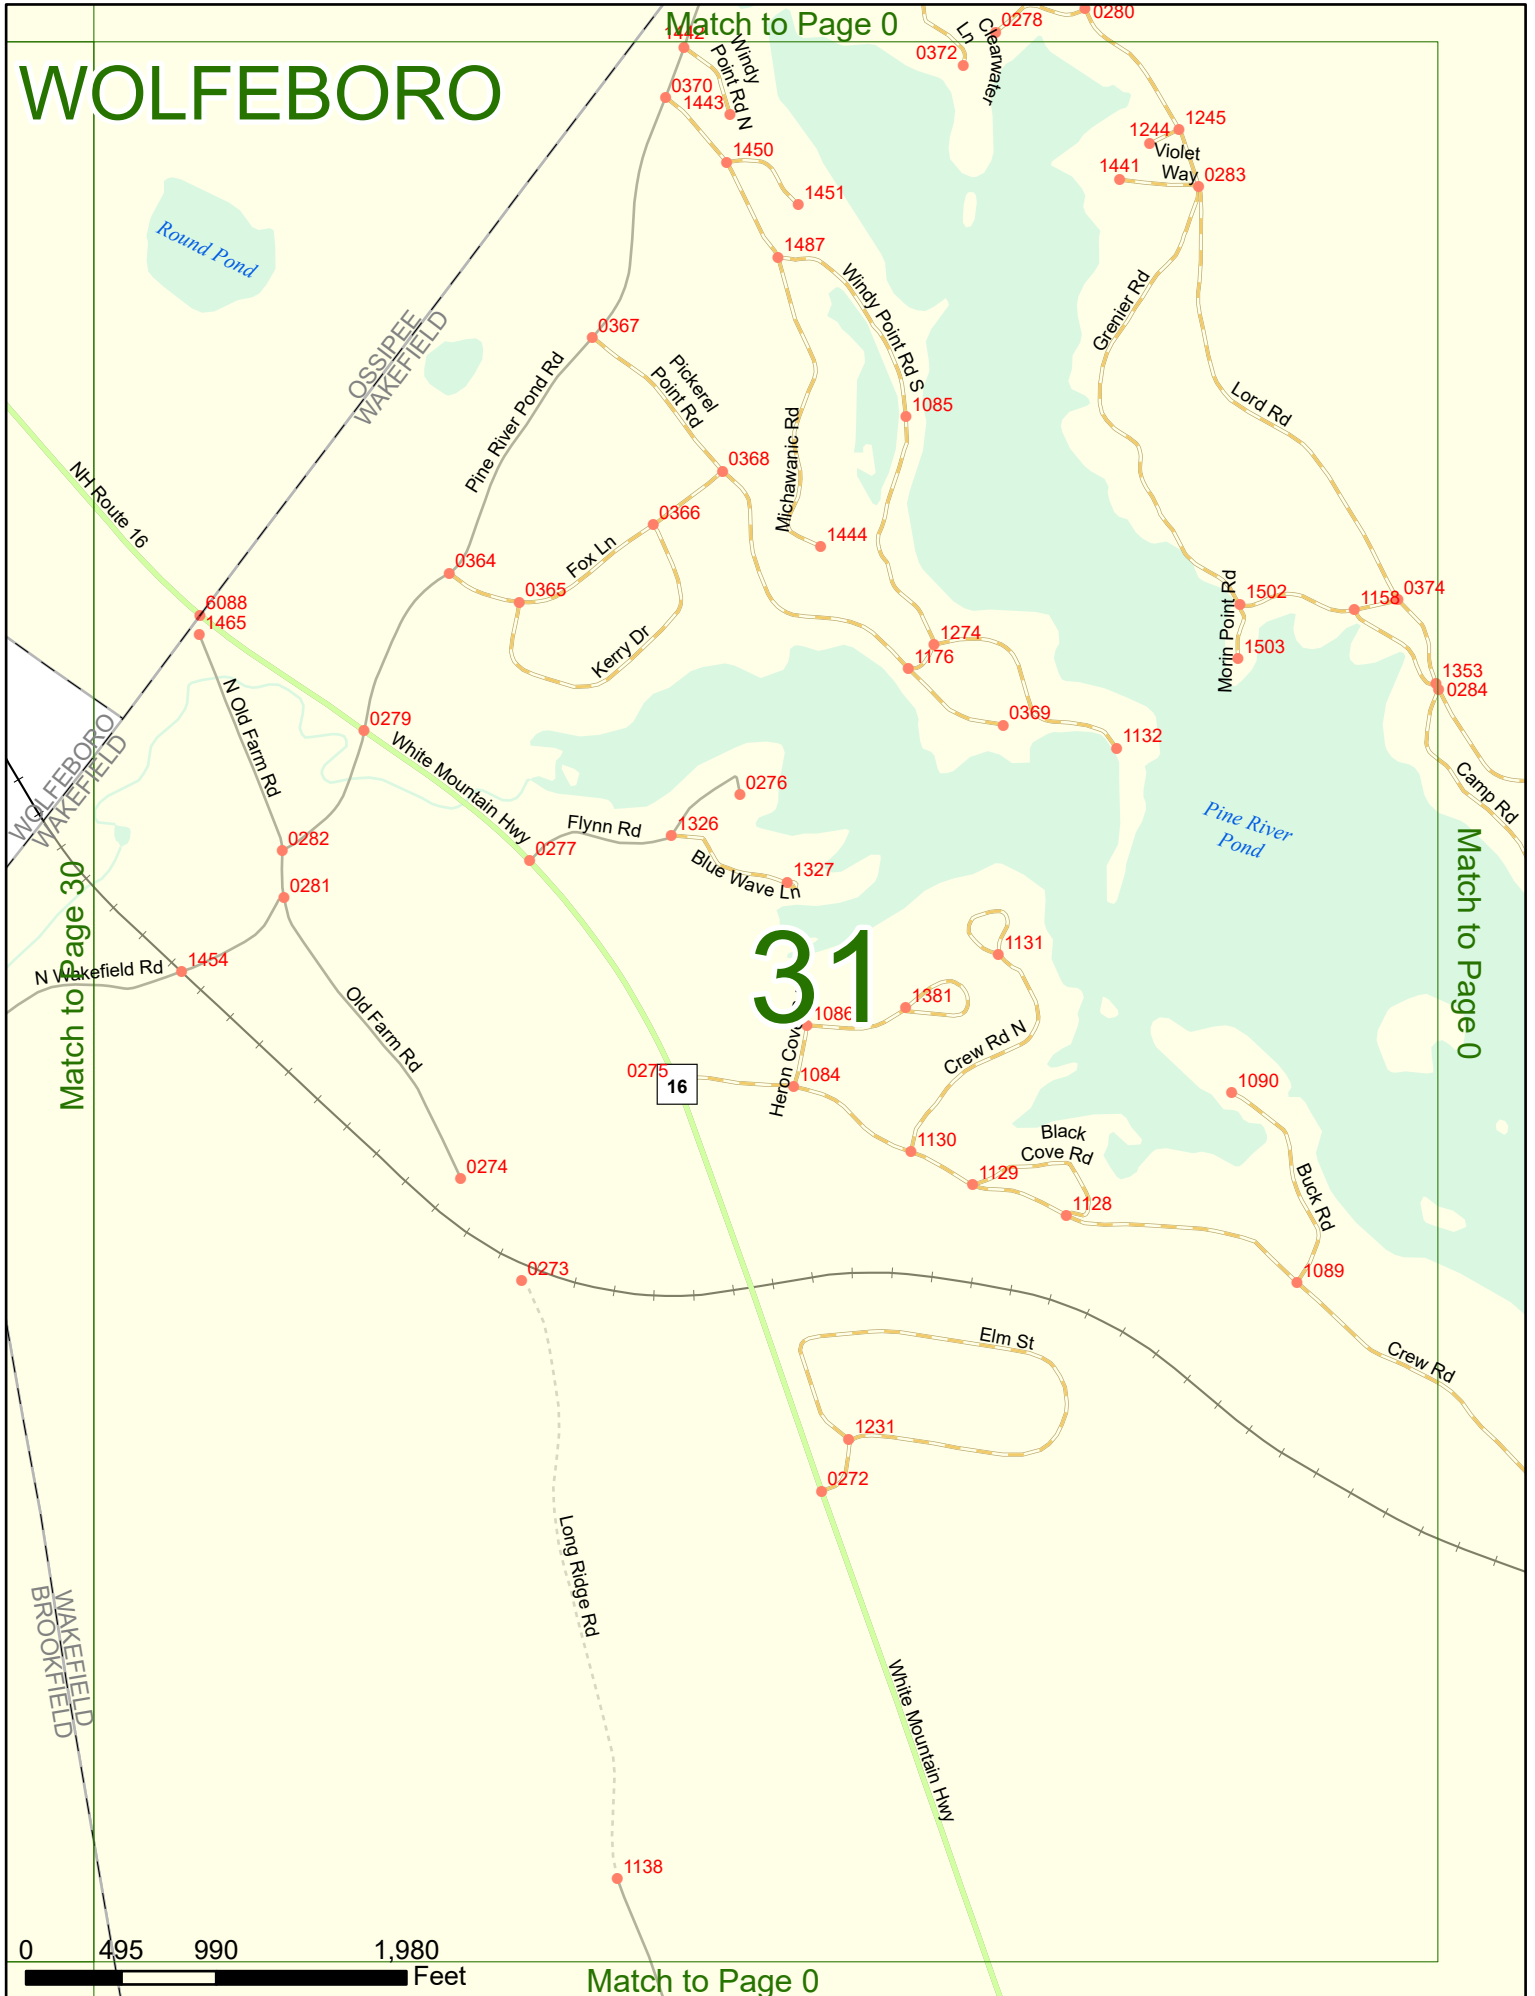 Match to Page 0
WOLFEBORO
0278
0280
Clearwater
Ln
0372
1442
Windy
Point Rd N
0370
1443
1245
1244
Violet
Way
1450
1441
0283
1451
Round Pond
1487
Windy Point Rd S
Grenier Rd
OSSIPEE
WAKEFIELD
0367
Pickerel
Point Rd
Pine River Pond Rd
Lord Rd
1085
Michawanic Rd
NH Route 16
0368
0366
1444
Fox Ln
0364
0365
Morin Point Rd
1502
1158
0374
6088
1465
Kerry Dr
1274
1176
1503
1353
0284
N Old Farm Rd
0279
0369
1132
White Mountain Hwy
WOLFEBORO
WAKEFIELD
0276
Camp Rd
Pine River
Pond
Flynn Rd
1326
0282
0277
Blue Wave Ln
1327
0281
Match to Page 30
Match to Page 0
31
1131
1454
N Wakefield Rd
Old Farm Rd
1381
1086
Heron Cov
Crew Rd N
0275
16
1084
1090
Black
Cove Rd
1130
1129
0274
1128
Buck Rd
0273
1089
Elm St
Crew Rd
1231
0272
Long Ridge Rd
WAKEFIELD
BROOKFIELD
White Mountain Hwy
1138
0 495 990 1,980
Feet
Match to Page 0